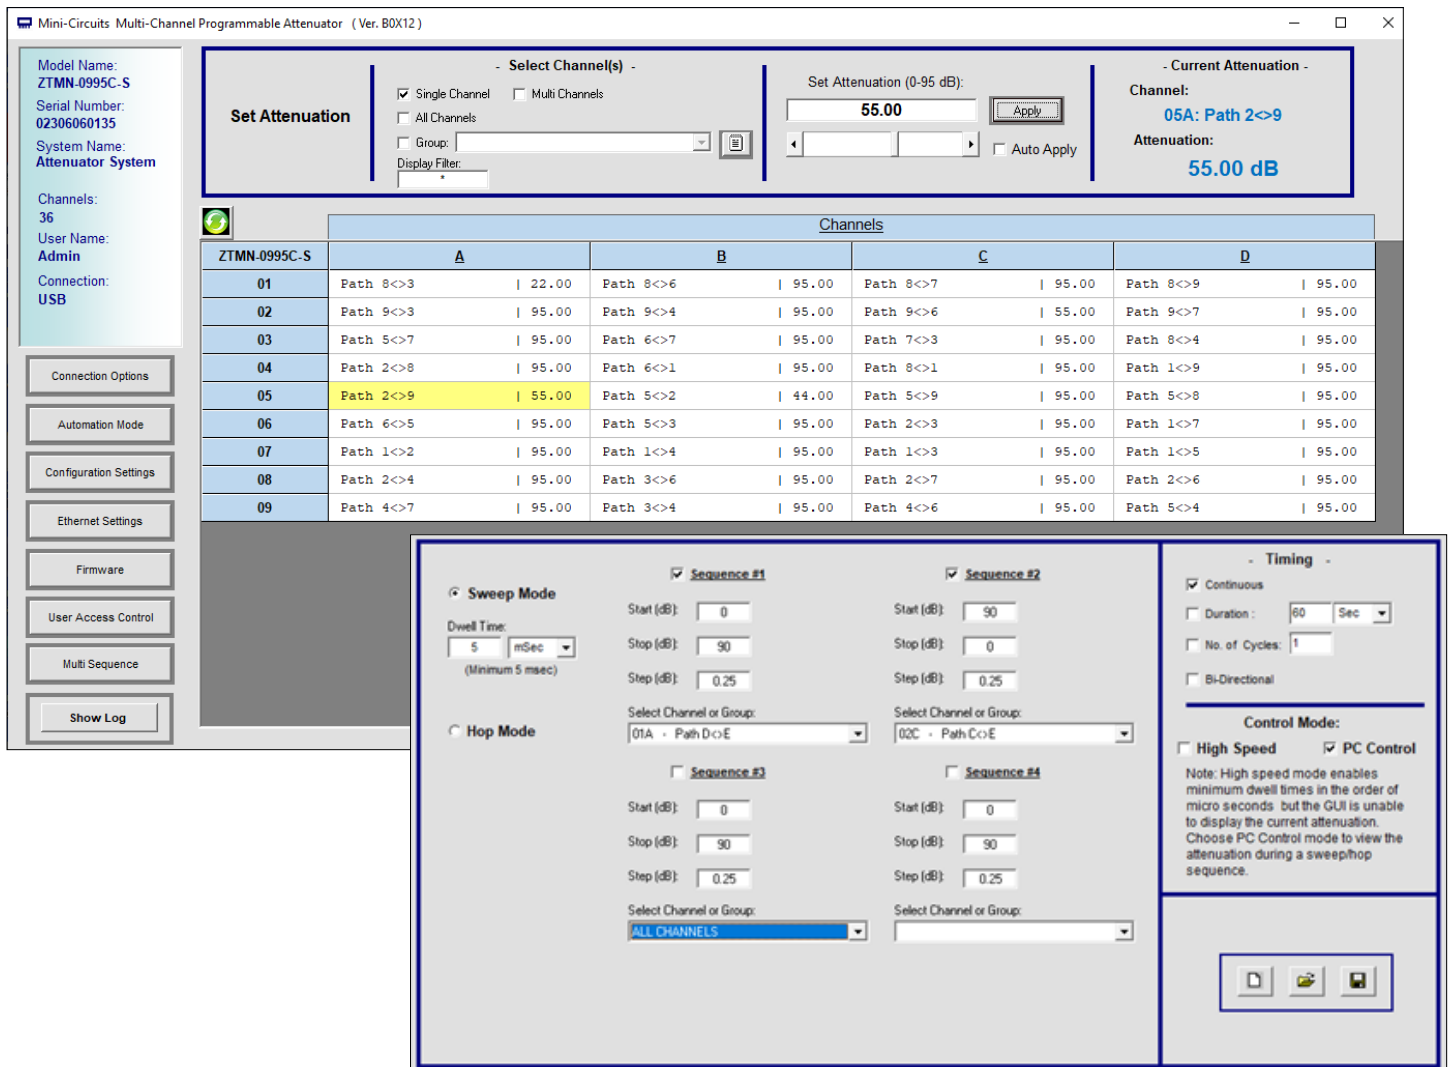 Mini-Circuits  Multi-Channel Programmable Attenuator   ( Ver. B0X12 )
Model Name:
ZTMN-0995C-S
Serial Number:
02306060135
System Name:
Attenuator System
Channels:
36
User Name:
Admin
Connection:
USB
Connection Options
Automation Mode
Configuration Settings
Ethernet Settings
Firmware
User Access Control
Multi Sequence
Show Log
Set Attenuation
- Select Channel(s) -
Single Channel  Multi Channels
All Channels
Group:
Display Filter:
*
Set Attenuation (0-95 dB):
55.00
Apply
Auto Apply
- Current Attenuation -
Channel:
05A: Path 2<>9
Attenuation:
55.00 dB
Channels
ZTMN-0995C-S A B C D
01 Path 8<>3 | 22.00 Path 8<>6 | 95.00 Path 8<>7 | 95.00 Path 8<>9 | 95.00
02 Path 9<>3 | 95.00 Path 9<>4 | 95.00 Path 9<>6 | 55.00 Path 9<>7 | 95.00
03 Path 5<>7 | 95.00 Path 6<>7 | 95.00 Path 7<>3 | 95.00 Path 8<>4 | 95.00
04 Path 2<>8 | 95.00 Path 6<>1 | 95.00 Path 8<>1 | 95.00 Path 1<>9 | 95.00
05 Path 2<>9 | 55.00 Path 5<>2 | 44.00 Path 5<>9 | 95.00 Path 5<>8 | 95.00
06 Path 6<>5 | 95.00 Path 5<>3 | 95.00 Path 2<>3 | 95.00 Path 1<>7 | 95.00
07 Path 1<>2 | 95.00 Path 1<>4 | 95.00 Path 1<>3 | 95.00 Path 1<>5 | 95.00
08 Path 2<>4 | 95.00 Path 3<>6 | 95.00 Path 2<>7 | 95.00 Path 2<>6 | 95.00
09 Path 4<>7 | 95.00 Path 3<>4 | 95.00 Path 4<>6 | 95.00 Path 5<>4 | 95.00
Sweep Mode
Dwell Time:
5 mSec
(Minimum 5 msec)
Hop Mode
Sequence #1
Start (dB): 0
Stop (dB): 90
Step (dB): 0.25
Select Channel or Group:
01A - Path D<>E
Sequence #2
Start (dB): 90
Stop (dB): 0
Step (dB): 0.25
Select Channel or Group:
02C - Path C<>E
Sequence #3
Start (dB): 0
Stop (dB): 90
Step (dB): 0.25
Select Channel or Group:
ALL CHANNELS
Sequence #4
Start (dB): 0
Stop (dB): 90
Step (dB): 0.25
Select Channel or Group:
- Timing -
Continuous
Duration : 60 Sec
No. of Cycles: 1
Bi-Directional
Control Mode:
High Speed PC Control
Note: High speed mode enables
minimum dwell times in the order of
micro seconds but the GUI is unable
to display the current attenuation.
Choose PC Control mode to view the
attenuation during a sweep/hop
sequence.